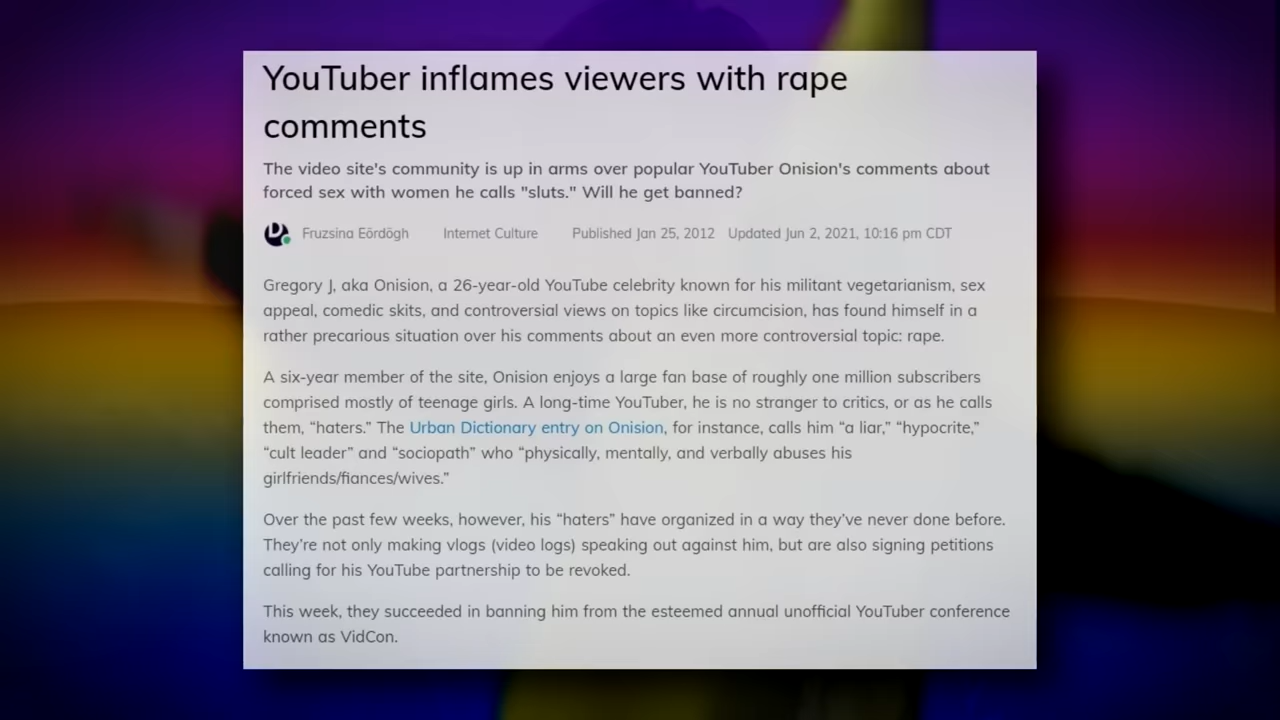 YouTuber inflames viewers with rape
comments
The video site's community is up in arms over popular YouTuber Onision's comments about
forced sex with women he calls "sluts." Will he get banned?
Fruzsina Eördögh Internet Culture Published Jan 25, 2012 Updated Jun 2, 2021, 10:16 pm CDT
Gregory J, aka Onision, a 26-year-old YouTube celebrity known for his militant vegetarianism, sex
appeal, comedic skits, and controversial views on topics like circumcision, has found himself in a
rather precarious situation over his comments about an even more controversial topic: rape.
A six-year member of the site, Onision enjoys a large fan base of roughly one million subscribers
comprised mostly of teenage girls. A long-time YouTuber, he is no stranger to critics, or as he calls
them, “haters.” The Urban Dictionary entry on Onision, for instance, calls him “a liar,” “hypocrite,”
“cult leader” and “sociopath” who “physically, mentally, and verbally abuses his
girlfriends/fiances/wives.”
Over the past few weeks, however, his “haters” have organized in a way they’ve never done before.
They’re not only making vlogs (video logs) speaking out against him, but are also signing petitions
calling for his YouTube partnership to be revoked.
This week, they succeeded in banning him from the esteemed annual unofficial YouTuber conference
known as VidCon.